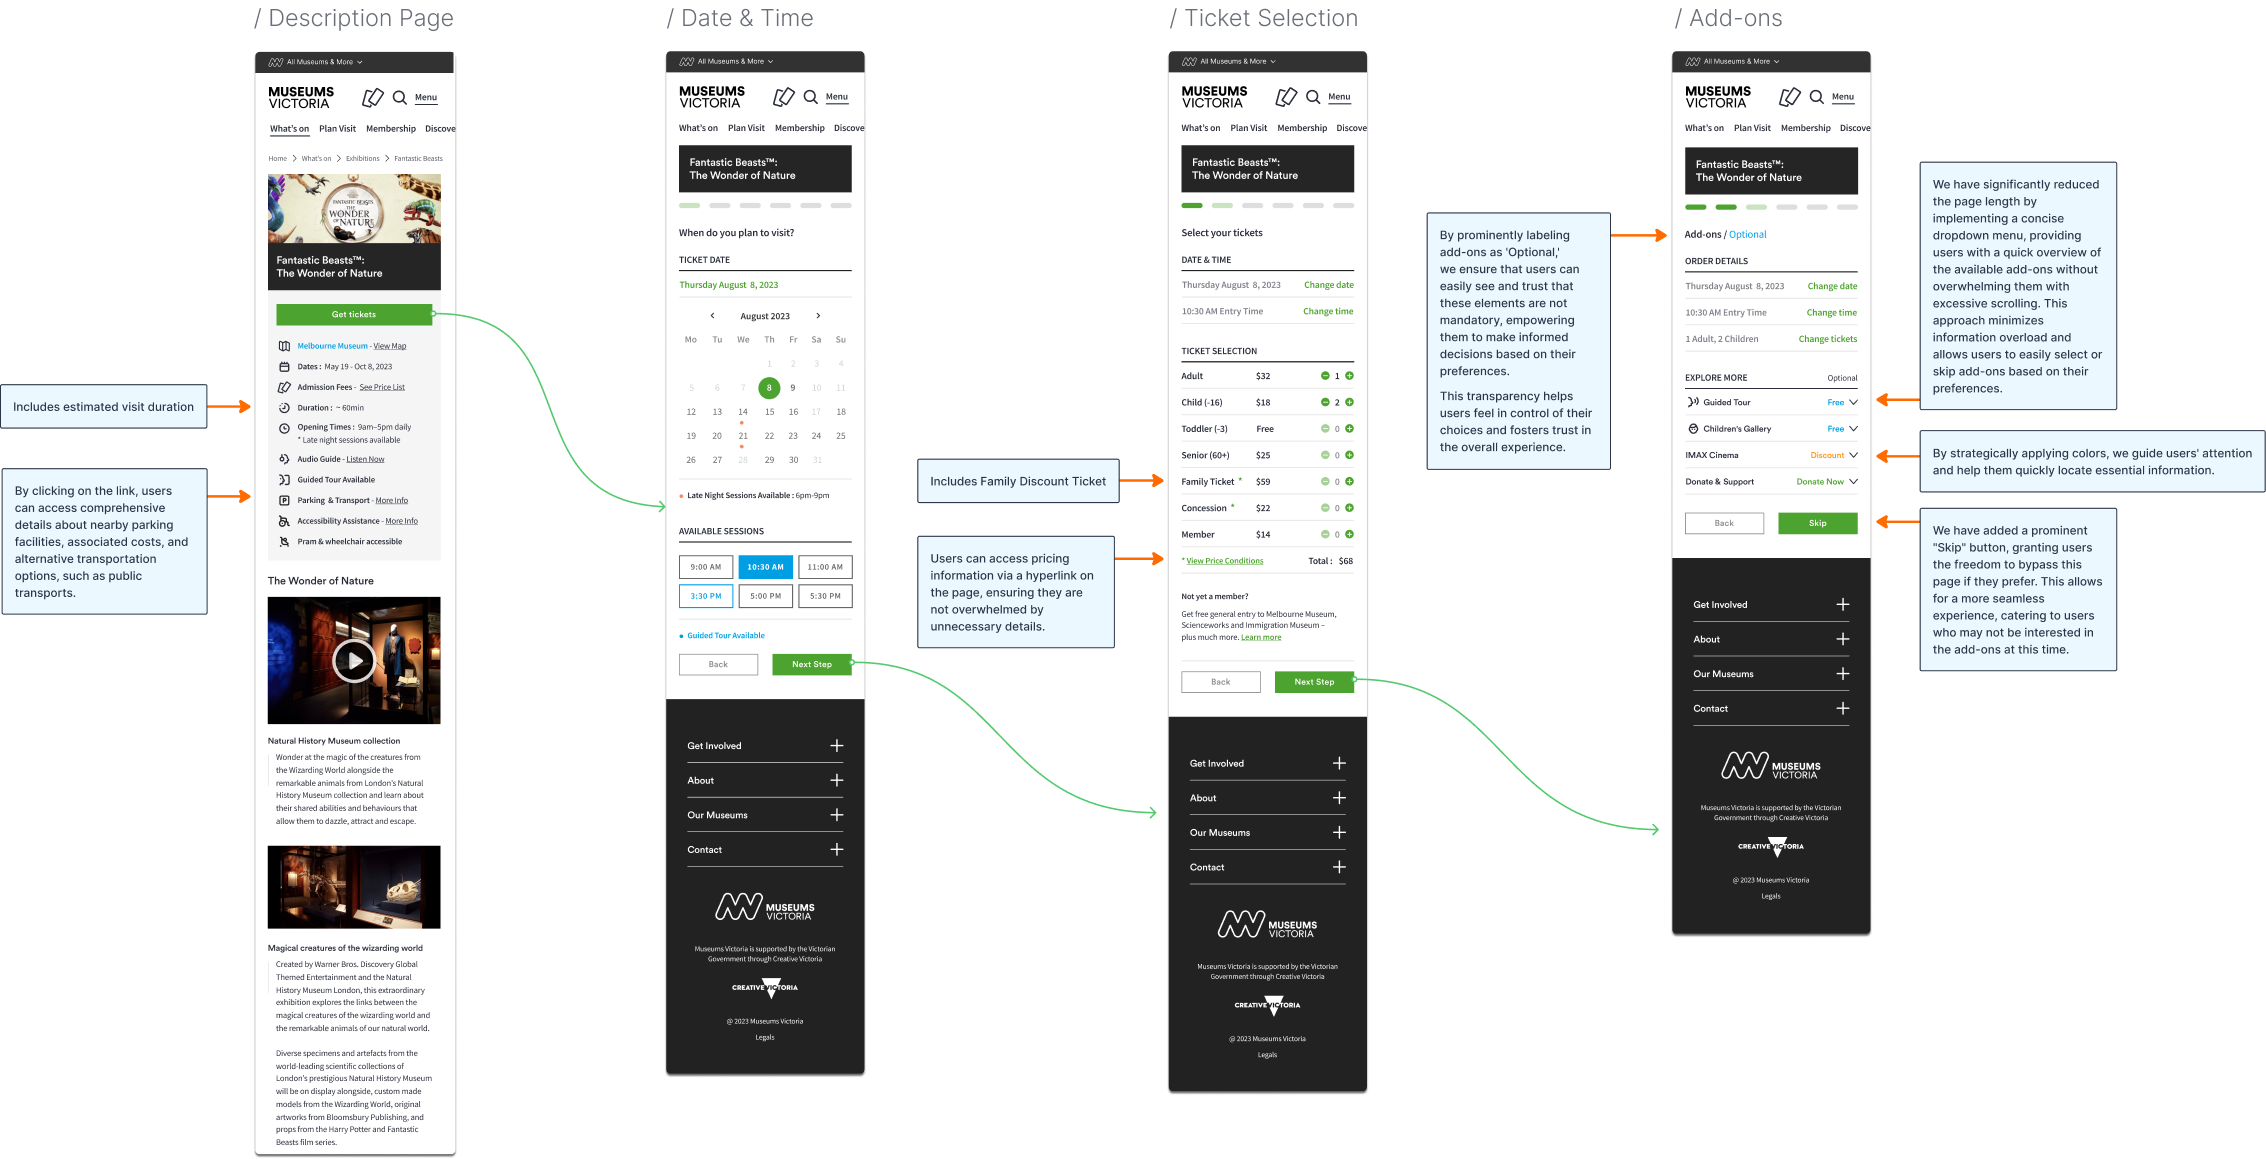 / Description Page
All Museums & More
MUSEUMS
VICTORIA
Menu
What's on Plan Visit Membership Discove
Home > What's on > Exhibitions > Fantastic Beasts
FANTASTIC BEASTS
THE
WONDER
OF NATURE
Fantastic Beasts™:
The Wonder of Nature
Get tickets
Melbourne Museum - View Map
Dates : May 19 - Oct 8, 2023
Admission Fees - See Price List
Duration : ~ 60min
Opening Times : 9am–5pm daily
* Late night sessions available
Audio Guide - Listen Now
Guided Tour Available
Parking & Transport - More Info
Accessibility Assistance - More Info
Pram & wheelchair accessible
The Wonder of Nature
Natural History Museum collection
Wonder at the magic of the creatures from
the Wizarding World alongside the
remarkable animals from London's Natural
History Museum collection and learn about
their shared abilities and behaviours that
allow them to dazzle, attract and escape.
Magical creatures of the wizarding world
Created by Warner Bros. Discovery Global
Themed Entertainment and the Natural
History Museum London, this extraordinary
exhibition explores the links between the
magical creatures of the wizarding world and
the remarkable animals of our natural world.
Diverse specimens and artefacts from the
world-leading scientific collections of
London's prestigious Natural History Museum
will be on display alongside, custom made
models from the Wizarding World, original
artworks from Bloomsbury Publishing, and
props from the Harry Potter and Fantastic
Beasts film series.
Includes estimated visit duration
By clicking on the link, users
can access comprehensive
details about nearby parking
facilities, associated costs, and
alternative transportation
options, such as public
transports.
/ Date & Time
All Museums & More
MUSEUMS
VICTORIA
Menu
What's on Plan Visit Membership Discove
Fantastic Beasts™:
The Wonder of Nature
When do you plan to visit?
TICKET DATE
Thursday August 8, 2023
< August 2023 >
Mo Tu We Th Fr Sa Su
1 2 3 4
5 6 7 8 9 10 11
12 13 14 15 16 17 18
19 20 21 22 23 24 25
26 27 28 29 30 31
Late Night Sessions Available : 6pm-9pm
AVAILABLE SESSIONS
9:00 AM 10:30 AM 11:00 AM
3:30 PM 5:00 PM 5:30 PM
Guided Tour Available
Back Next Step
Get Involved
About
Our Museums
Contact
MUSEUMS
VICTORIA
Museums Victoria is supported by the Victorian
Government through Creative Victoria
CREATIVE VICTORIA
@ 2023 Museums Victoria
Legals
/ Ticket Selection
All Museums & More
MUSEUMS
VICTORIA
Menu
What's on Plan Visit Membership Discove
Fantastic Beasts™:
The Wonder of Nature
Select your tickets
DATE & TIME
Thursday August 8, 2023 Change date
10:30 AM Entry Time Change time
TICKET SELECTION
Adult $32 1
Child (-16) $18 2
Toddler (-3) Free 0
Senior (60+) $25 0
Family Ticket * $59 0
Concession * $22 0
Member $14 0
* View Price Conditions Total : $68
Not yet a member?
Get free general entry to Melbourne Museum,
Scienceworks and Immigration Museum –
plus much more. Learn more
Back Next Step
Get Involved
About
Our Museums
Contact
MUSEUMS
VICTORIA
Museums Victoria is supported by the Victorian
Government through Creative Victoria
CREATIVE VICTORIA
@ 2023 Museums Victoria
Legals
Includes Family Discount Ticket
Users can access pricing
information via a hyperlink on
the page, ensuring they are
not overwhelmed by
unnecessary details.
/ Add-ons
All Museums & More
MUSEUMS
VICTORIA
Menu
What's on Plan Visit Membership Discove
Fantastic Beasts™:
The Wonder of Nature
Add-ons / Optional
ORDER DETAILS
Thursday August 8, 2023 Change date
10:30 AM Entry Time Change time
1 Adult, 2 Children Change tickets
EXPLORE MORE Optional
Guided Tour Free
Children's Gallery Free
IMAX Cinema Discount
Donate & Support Donate Now
Back Skip
Get Involved
About
Our Museums
Contact
MUSEUMS
VICTORIA
Museums Victoria is supported by the Victorian
Government through Creative Victoria
CREATIVE VICTORIA
@ 2023 Museums Victoria
Legals
By prominently labeling
add-ons as 'Optional,'
we ensure that users can
easily see and trust that
these elements are not
mandatory, empowering
them to make informed
decisions based on their
preferences.
This transparency helps
users feel in control of their
choices and fosters trust in
the overall experience.
We have significantly reduced
the page length by
implementing a concise
dropdown menu, providing
users with a quick overview of
the available add-ons without
overwhelming them with
excessive scrolling. This
approach minimizes
information overload and
allows users to easily select or
skip add-ons based on their
preferences.
By strategically applying colors, we guide users' attention
and help them quickly locate essential information.
We have added a prominent
"Skip" button, granting users
the freedom to bypass this
page if they prefer. This allows
for a more seamless
experience, catering to users
who may not be interested in
the add-ons at this time.